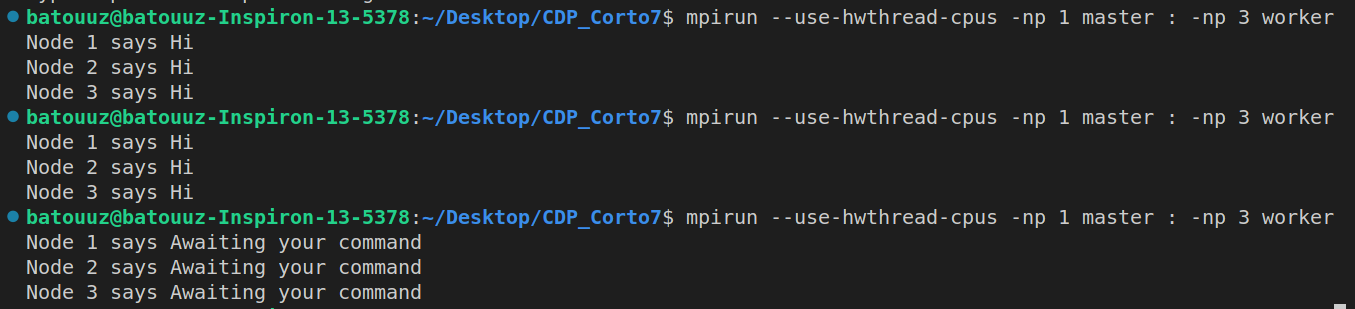 batouuz@batouuz-Inspiron-13-5378:~/Desktop/CDP_Corto7$ mpirun --use-hwthread-cpus -np 1 master : -np 3 worker
Node 1 says Hi
Node 2 says Hi
Node 3 says Hi
batouuz@batouuz-Inspiron-13-5378:~/Desktop/CDP_Corto7$ mpirun --use-hwthread-cpus -np 1 master : -np 3 worker
Node 1 says Hi
Node 2 says Hi
Node 3 says Hi
batouuz@batouuz-Inspiron-13-5378:~/Desktop/CDP_Corto7$ mpirun --use-hwthread-cpus -np 1 master : -np 3 worker
Node 1 says Awaiting your command
Node 2 says Awaiting your command
Node 3 says Awaiting your command